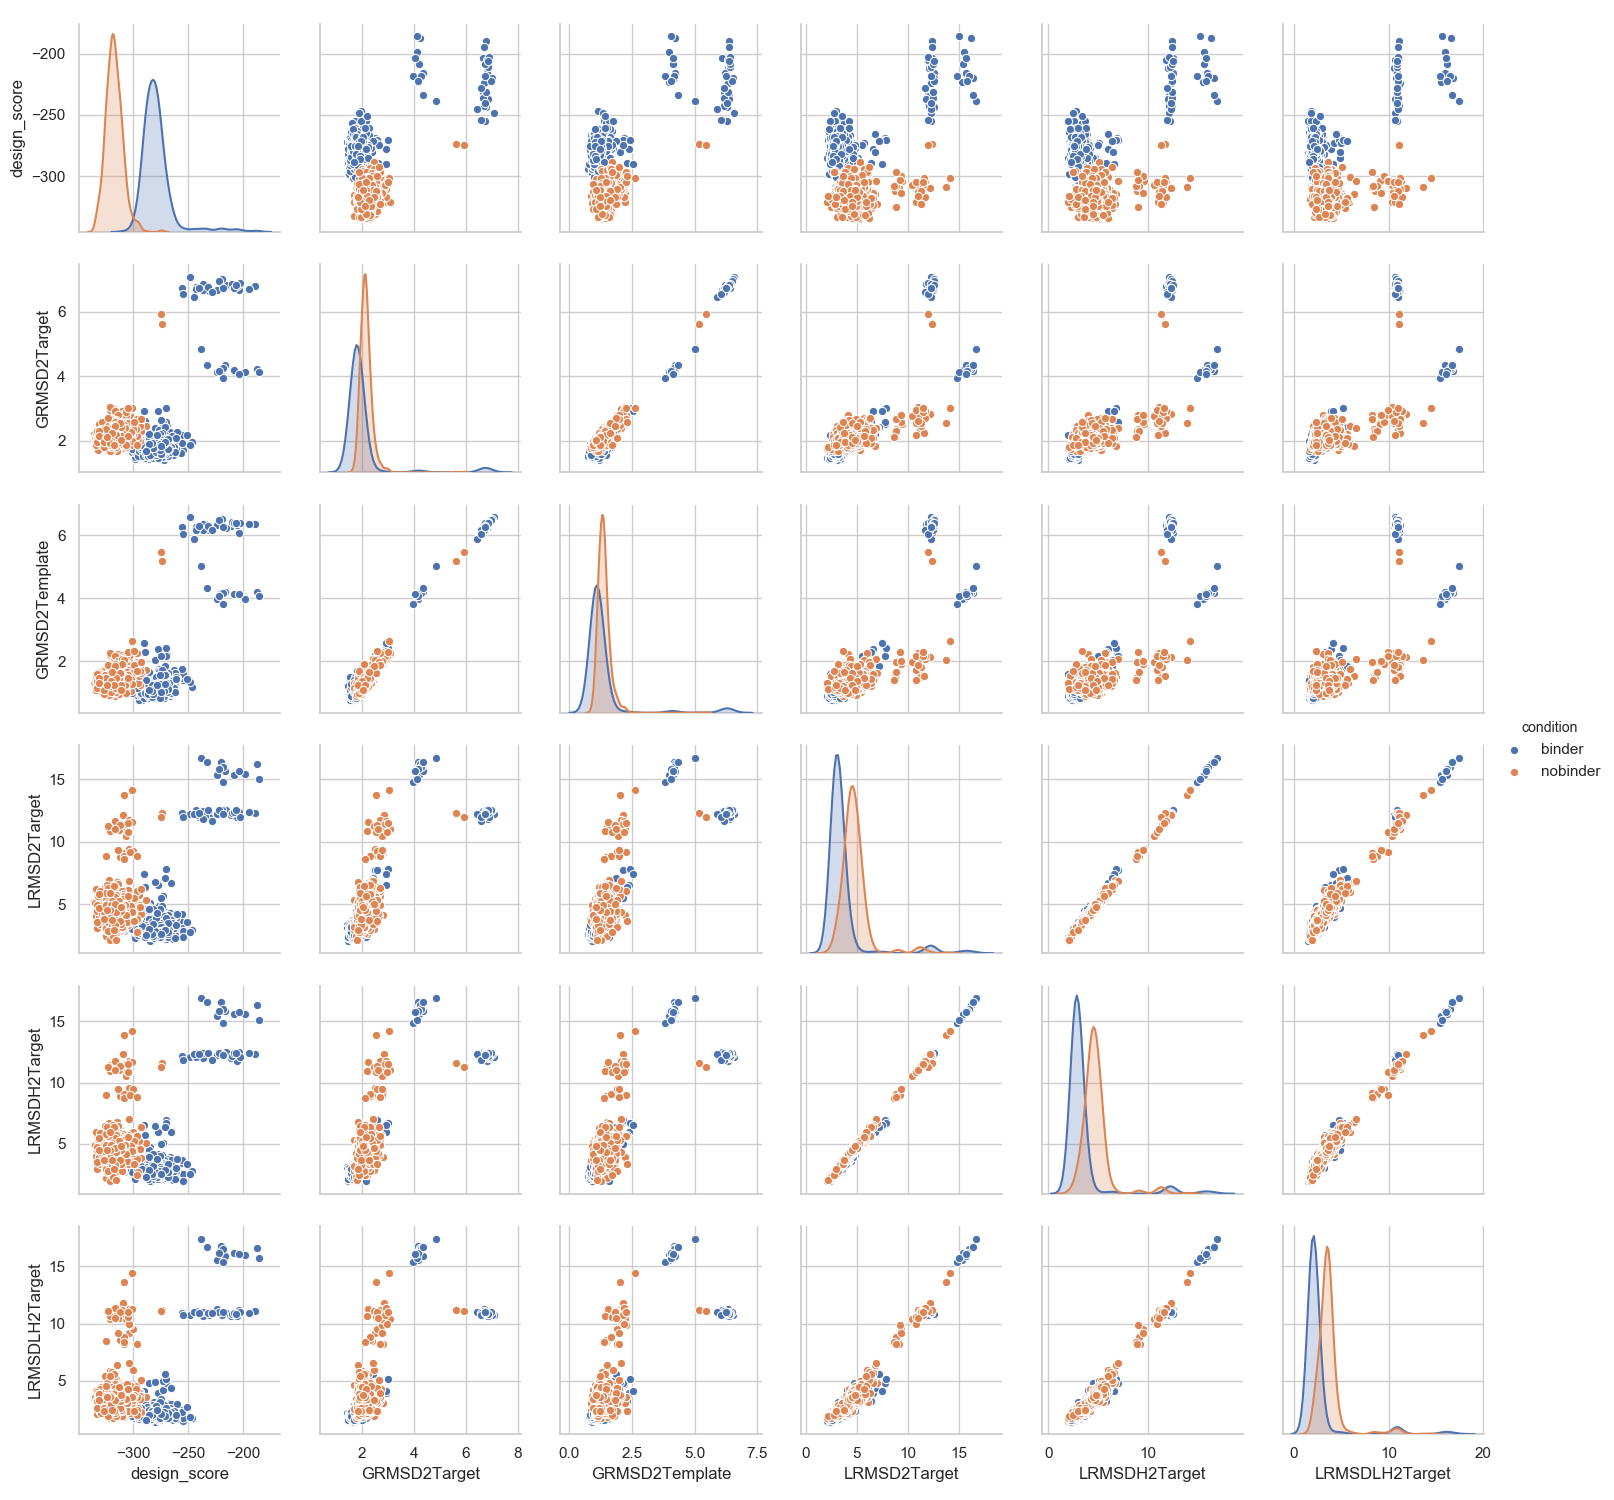 design_score
−200
−250
−300
GRMSD2Target
6
4
2
GRMSD2Template
6
4
2
condition
binder
nobinder
LRMSD2Target
15
10
5
LRMSDH2Target
15
10
5
LRMSDLH2Target
15
10
5
−300 −250 −200
2 4 6 8
0.0 2.5 5.0 7.5
0 5 10 15
0 10
0 10 20
design_score GRMSD2Target GRMSD2Template LRMSD2Target LRMSDH2Target LRMSDLH2Target